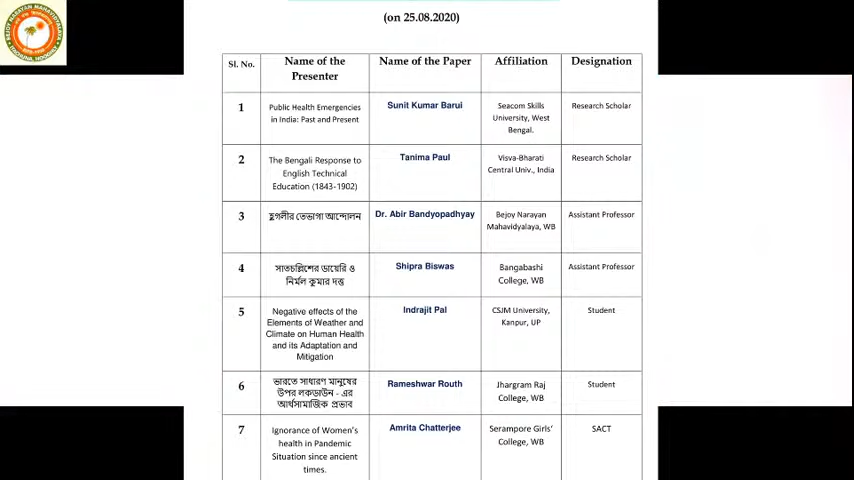 (on 25.08.2020)
Sl. No.
Name of the
Presenter
Name of the Paper
Affiliation
Designation
1
Public Health Emergencies
in India: Past and Present
Sunit Kumar Barui
Seacom Skills
University, West
Bengal.
Research Scholar
2
The Bengali Response to
English Technical
Education (1843-1902)
Tanima Paul
Visva-Bharati
Central Univ., India
Research Scholar
3
হুগলীর তেভাগা আন্দোলন
Dr. Abir Bandyopadhyay
Bejoy Narayan
Mahavidyalaya, WB
Assistant Professor
4
সাতচল্লিশের ডায়েরি ও
নির্মল কুমার দত্ত
Shipra Biswas
Bangabashi
College, WB
Assistant Professor
5
Negative effects of the
Elements of Weather and
Climate on Human Health
and its Adaptation and
Mitigation
Indrajit Pal
CSJM University,
Kanpur, UP
Student
6
ভারতে সাধারণ মানুষের
উপর লকডাউন - এর
আর্থসামাজিক প্রভাব
Rameshwar Routh
Jhargram Raj
College, WB
Student
7
Ignorance of Women's
health in Pandemic
Situation since ancient
times.
Amrita Chatterjee
Serampore Girls'
College, WB
SACT